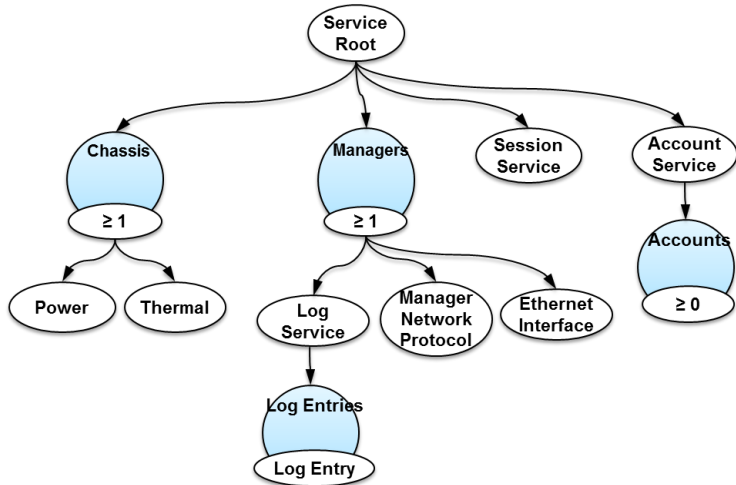 Service
Root
Chassis
≥ 1
Managers
≥ 1
Session
Service
Account
Service
Accounts
≥ 0
Power
Thermal
Log
Service
Manager
Network
Protocol
Ethernet
Interface
Log Entries
Log Entry